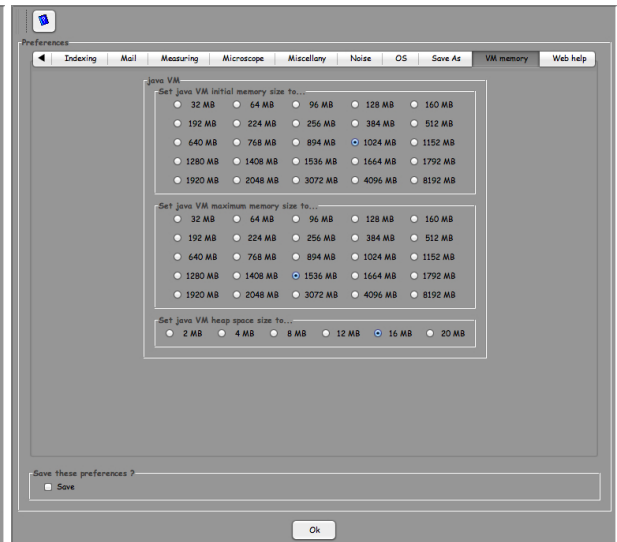 Preferences
Indexing Mail Measuring Microscope Miscellany Noise OS Save As VM memory Web help
java VM
Set java VM initial memory size to...
32 MB 64 MB 96 MB 128 MB 160 MB
192 MB 224 MB 256 MB 384 MB 512 MB
640 MB 768 MB 894 MB 1024 MB 1152 MB
1280 MB 1408 MB 1536 MB 1664 MB 1792 MB
1920 MB 2048 MB 3072 MB 4096 MB 8192 MB
Set java VM maximum memory size to...
32 MB 64 MB 96 MB 128 MB 160 MB
192 MB 224 MB 256 MB 384 MB 512 MB
640 MB 768 MB 894 MB 1024 MB 1152 MB
1280 MB 1408 MB 1536 MB 1664 MB 1792 MB
1920 MB 2048 MB 3072 MB 4096 MB 8192 MB
Set java VM heap space size to...
2 MB 4 MB 8 MB 12 MB 16 MB 20 MB
Save these preferences ?
Save
Ok